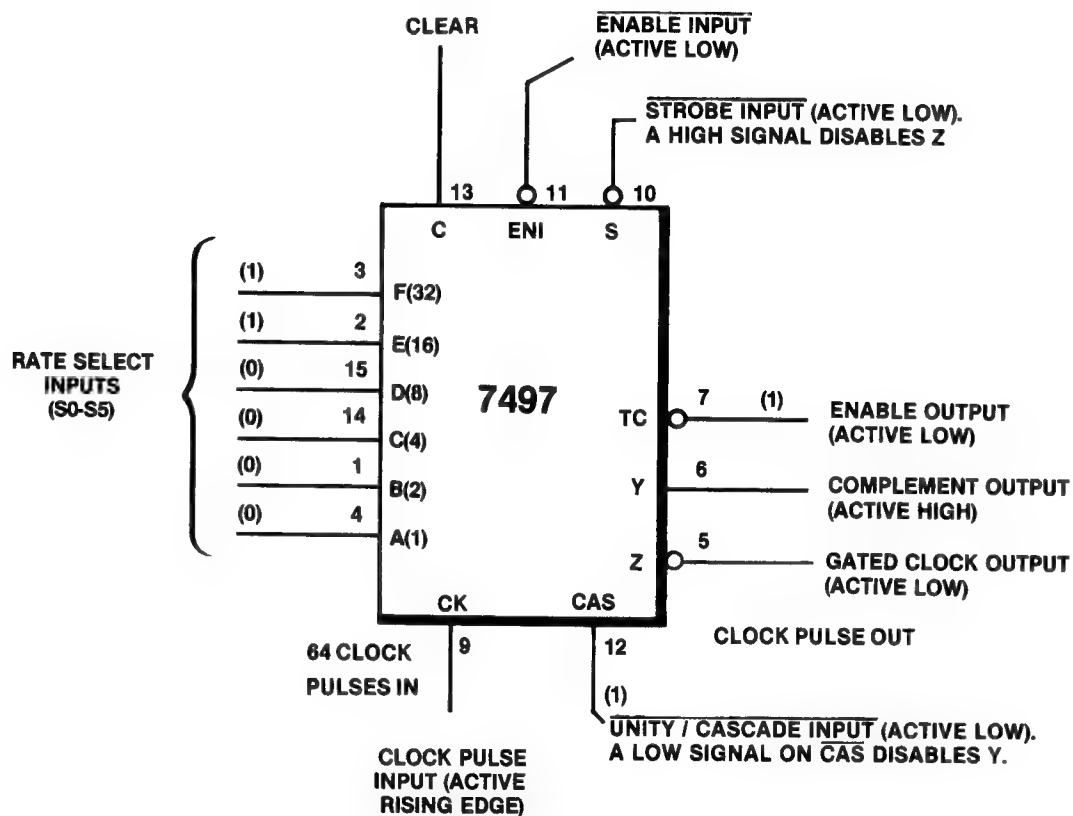 CLEAR
ENABLE INPUT
(ACTIVE LOW)
STROBE INPUT (ACTIVE LOW).
A HIGH SIGNAL DISABLES Z
13
11
10
C
ENI
S
RATE SELECT
INPUTS
(S0-S5)
(1)
3
F(32)
(1)
2
E(16)
(0)
15
D(8)
(0)
14
C(4)
(0)
1
B(2)
(0)
4
A(1)
7497
TC
7
(1)
ENABLE OUTPUT
(ACTIVE LOW)
Y
6
COMPLEMENT OUTPUT
(ACTIVE HIGH)
Z
5
GATED CLOCK OUTPUT
(ACTIVE LOW)
CK
CAS
CLOCK PULSE OUT
64 CLOCK
PULSES IN
9
12
(1)
UNITY / CASCADE INPUT (ACTIVE LOW).
A LOW SIGNAL ON CAS DISABLES Y.
CLOCK PULSE
INPUT (ACTIVE
RISING EDGE)